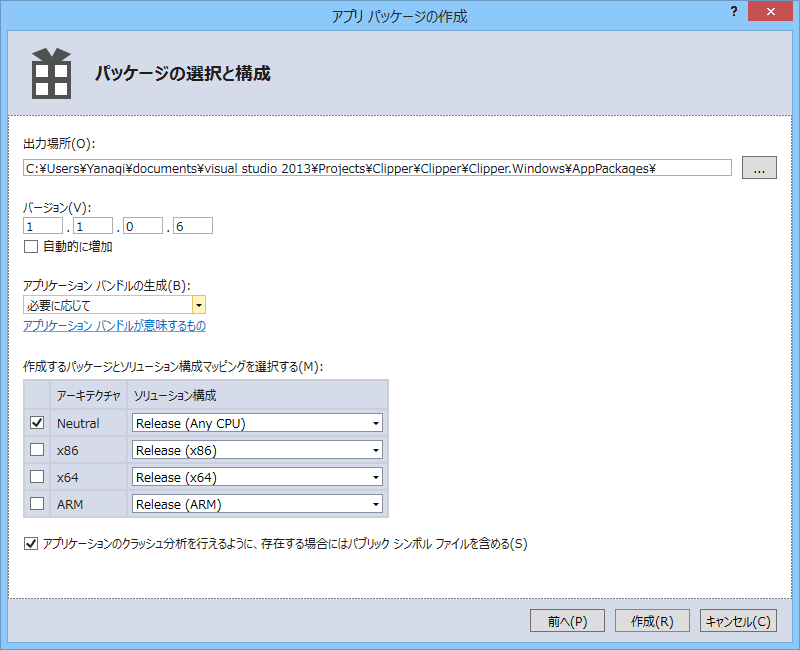 アプリ パッケージの作成
?
パッケージの選択と構成
出力場所(O):
C:¥Users¥Yanaqi¥documents¥visual studio 2013¥Projects¥Clipper¥Clipper¥Clipper.Windows¥AppPackages¥
...
バージョン(V):
1 . 1 . 0 . 6
自動的に増加
アプリケーション バンドルの生成(B):
必要に応じて
アプリケーション バンドルが意味するもの
作成するパッケージとソリューション構成マッピングを選択する(M):
アーキテクチャ ソリューション構成
Neutral Release (Any CPU)
x86 Release (x86)
x64 Release (x64)
ARM Release (ARM)
アプリケーションのクラッシュ分析を行えるように、存在する場合にはパブリック シンボル ファイルを含める(S)
前へ(P) 作成(R) キャンセル(C)